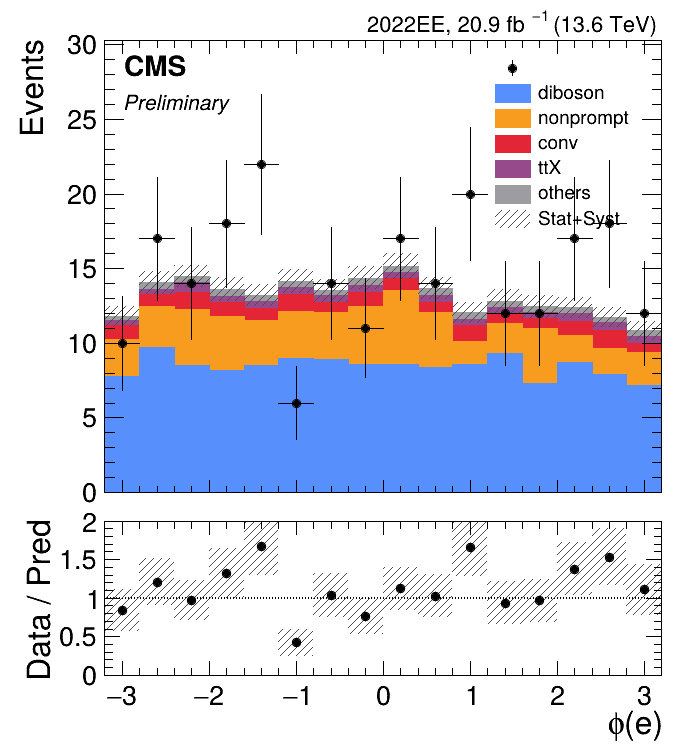 2022EE, 20.9 fb⁻¹ (13.6 TeV)
CMS
Preliminary
Events
30
25
20
15
10
5
0
diboson
nonprompt
conv
ttX
others
Stat+Syst
Data / Pred
2
1.5
1
0.5
0
−3 −2 −1 0 1 2 3
ϕ(e)